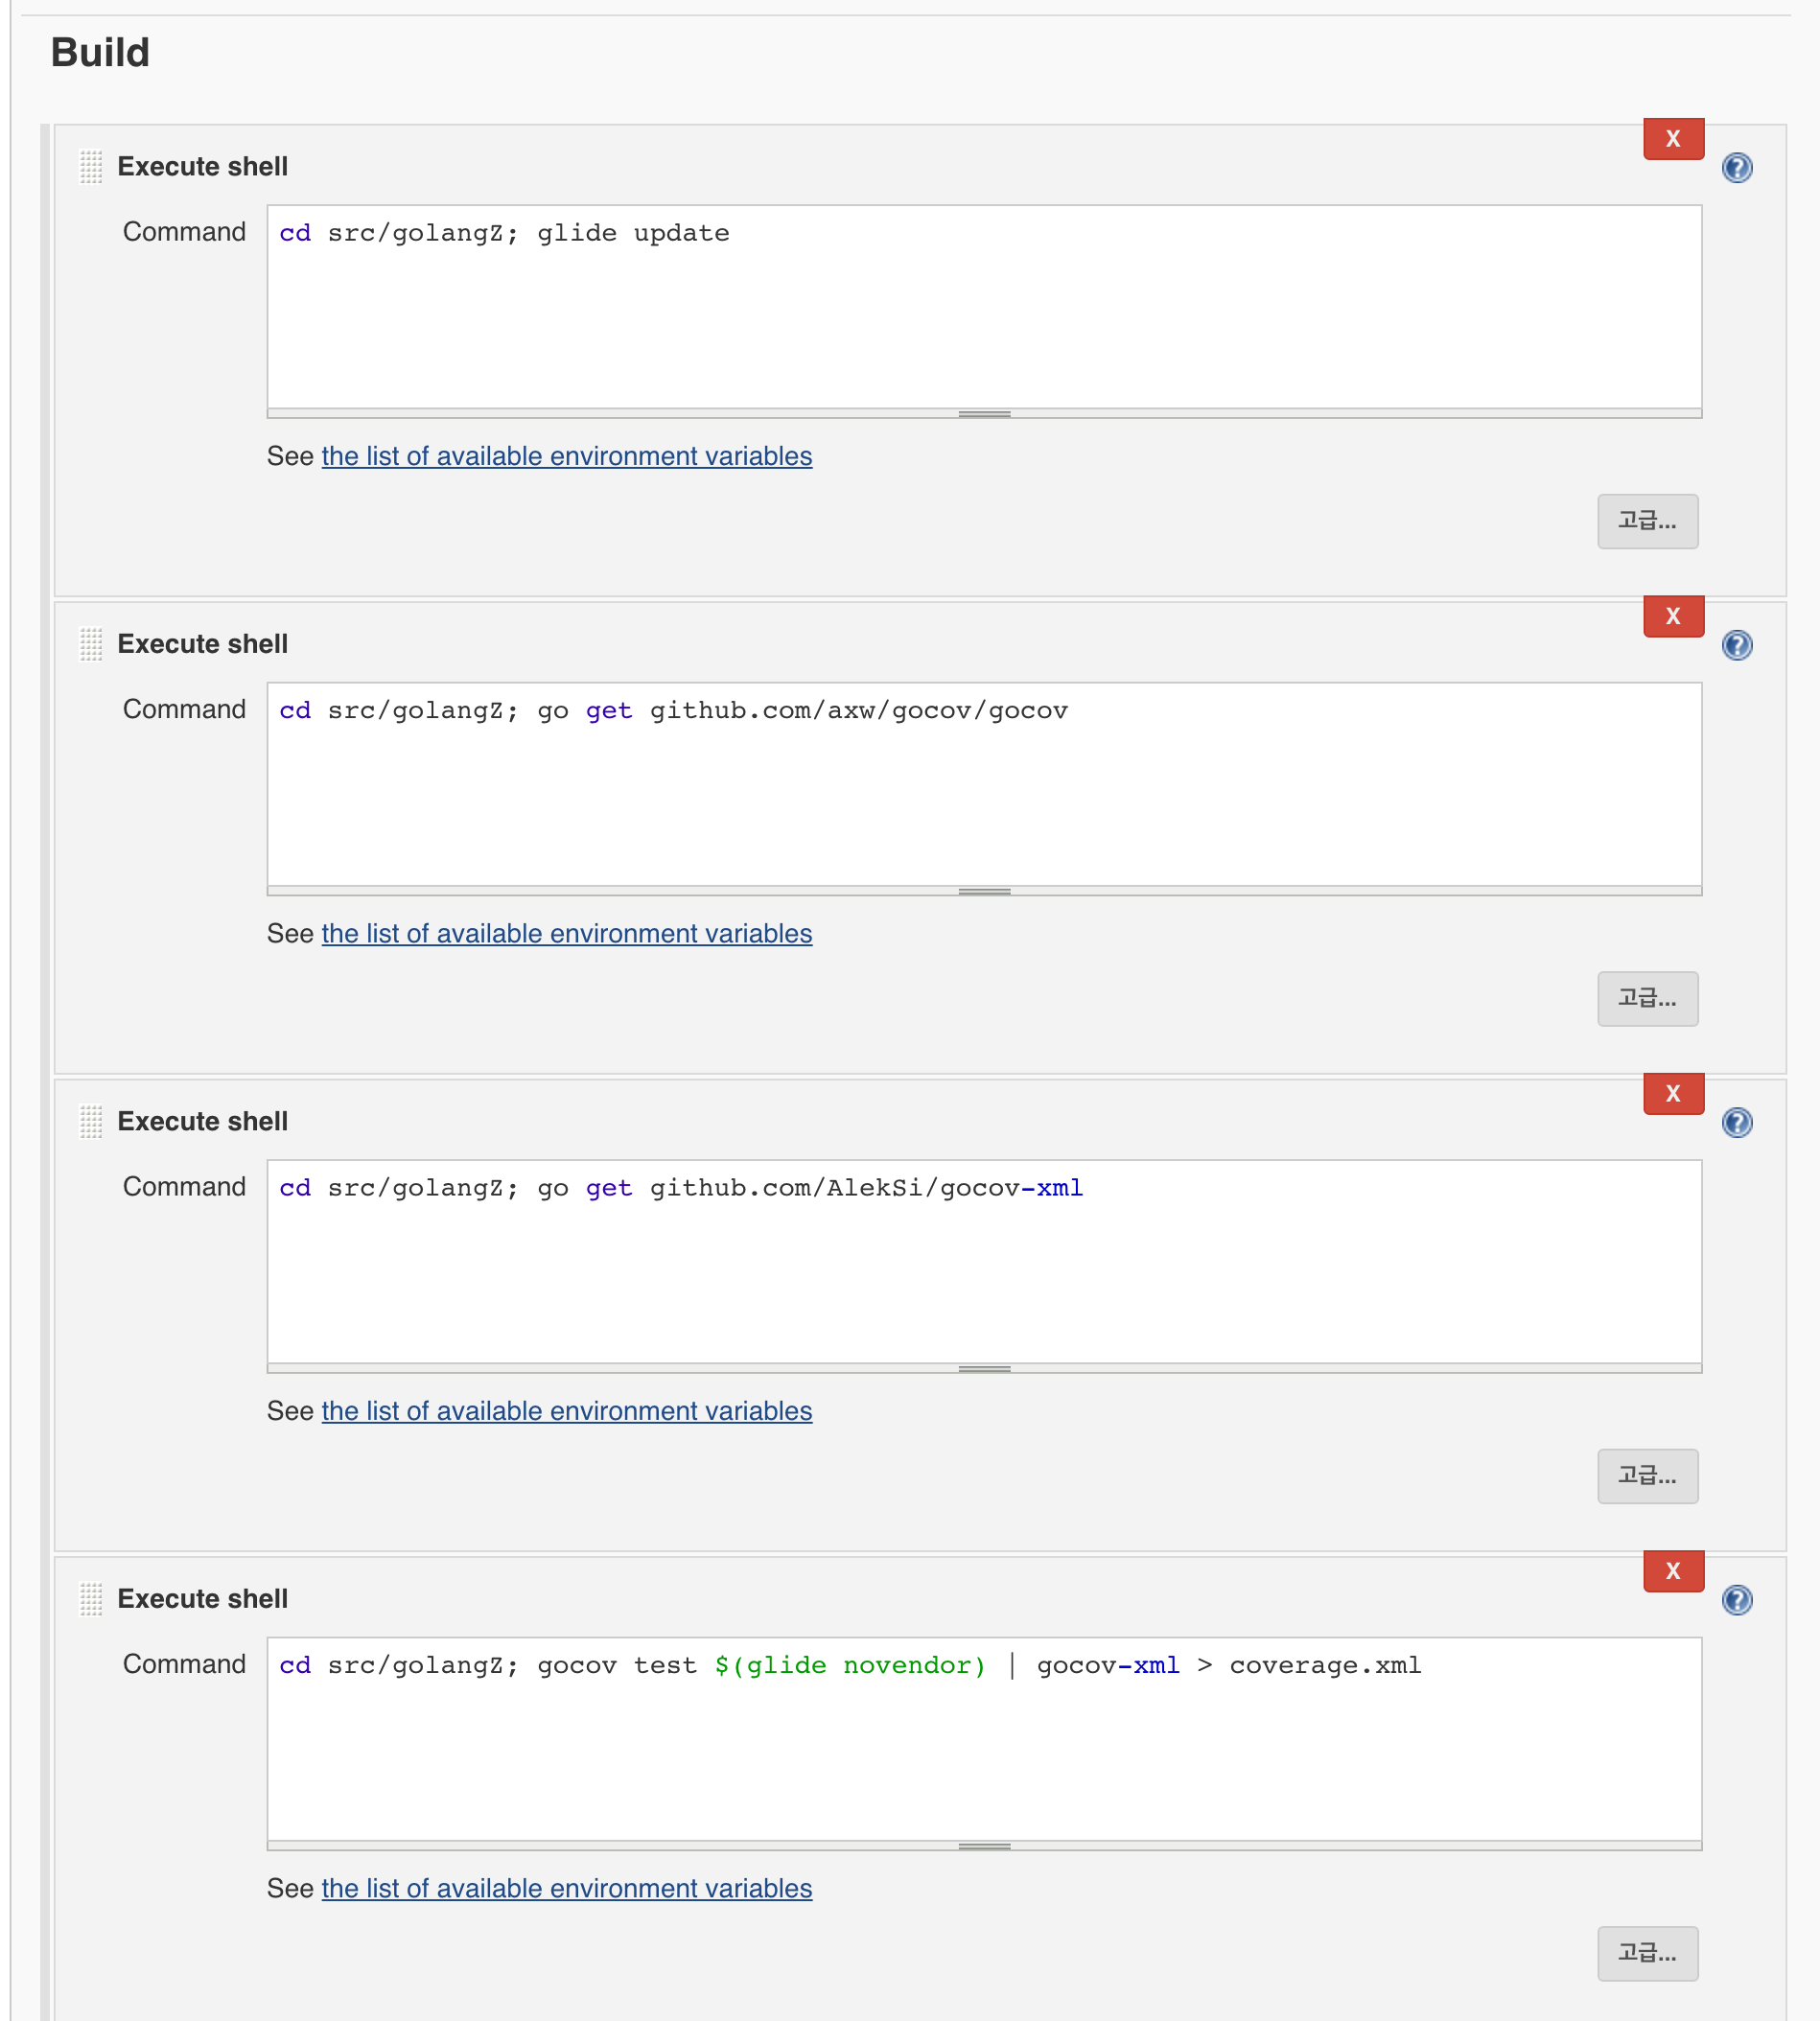 Build
X
Execute shell
Command
cd src/golangZ; glide update
See the list of available environment variables
고급...
X
Execute shell
Command
cd src/golangZ; go get github.com/axw/gocov/gocov
See the list of available environment variables
고급...
X
Execute shell
Command
cd src/golangZ; go get github.com/AlekSi/gocov-xml
See the list of available environment variables
고급...
X
Execute shell
Command
cd src/golangZ; gocov test $(glide novendor) | gocov-xml > coverage.xml
See the list of available environment variables
고급...